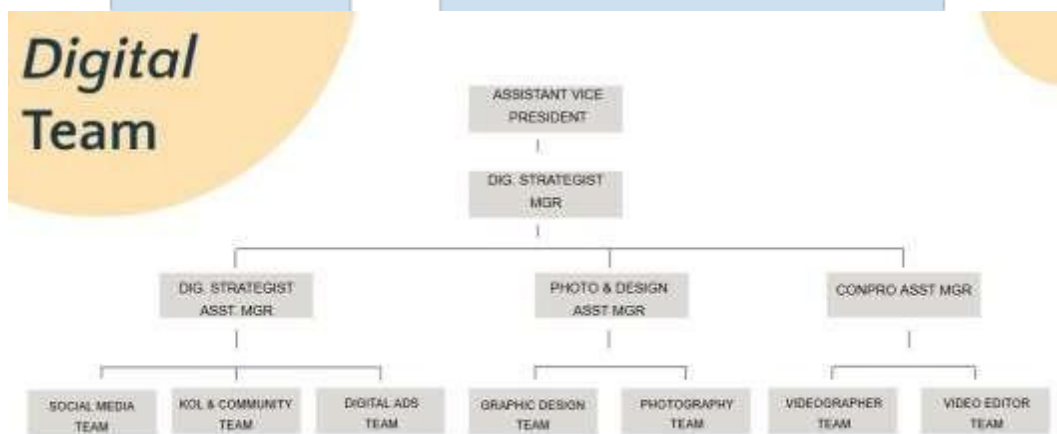 Digital
Team
ASSISTANT VICE
PRESIDENT
DIG. STRATEGIST
MGR
DIG. STRATEGIST
ASST. MGR
PHOTO & DESIGN
ASST MGR
CONPRO ASST MGR
SOCIAL MEDIA
TEAM
KOL & COMMUNITY
TEAM
DIGITAL ADS
TEAM
GRAPHIC DESIGN
TEAM
PHOTOGRAPHY
TEAM
VIDEOGRAPHER
TEAM
VIDEO EDITOR
TEAM